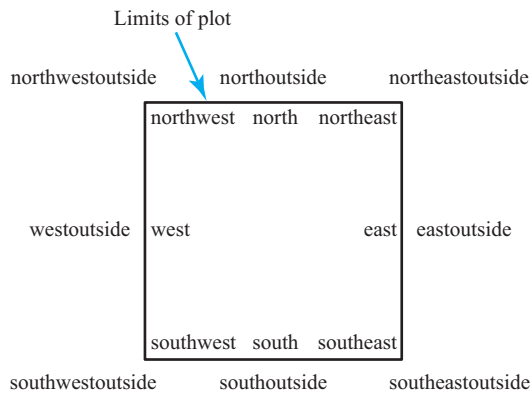 Limits of plot
northwestoutside northoutside northeastoutside
northwest north northeast
westoutside west east eastoutside
southwest south southeast
southwestoutside southoutside southeastoutside